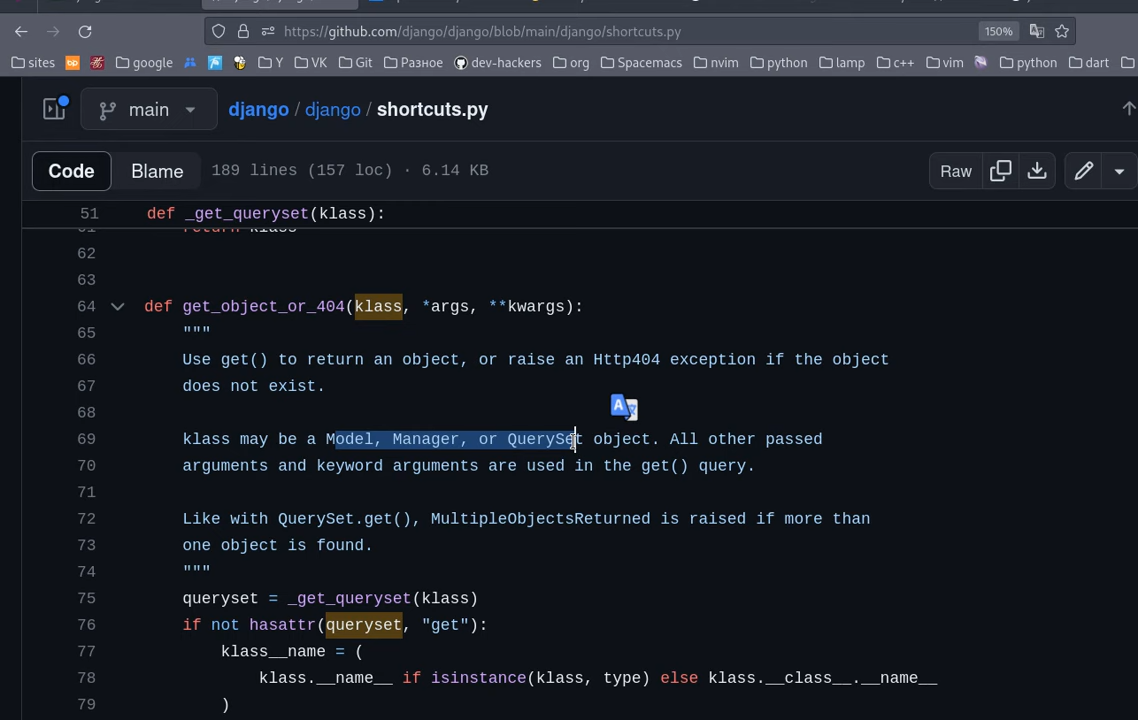 https://github.com/django/django/blob/main/django/shortcuts.py
150%
sites
google
Y
VK
Git
Разное
dev-hackers
org
Spacemacs
nvim
python
lamp
c++
vim
python
dart
main
django / django / shortcuts.py
Code
Blame
189 lines (157 loc) · 6.14 KB
Raw
51 def _get_queryset(klass):
61 return klass
62
63
64 def get_object_or_404(klass, *args, **kwargs):
65 """
66 Use get() to return an object, or raise an Http404 exception if the object
67 does not exist.
68
69 klass may be a Model, Manager, or QuerySet object. All other passed
70 arguments and keyword arguments are used in the get() query.
71
72 Like with QuerySet.get(), MultipleObjectsReturned is raised if more than
73 one object is found.
74 """
75 queryset = _get_queryset(klass)
76 if not hasattr(queryset, "get"):
77 klass__name = (
78 klass.__name__ if isinstance(klass, type) else klass.__class__.__name__
79 )